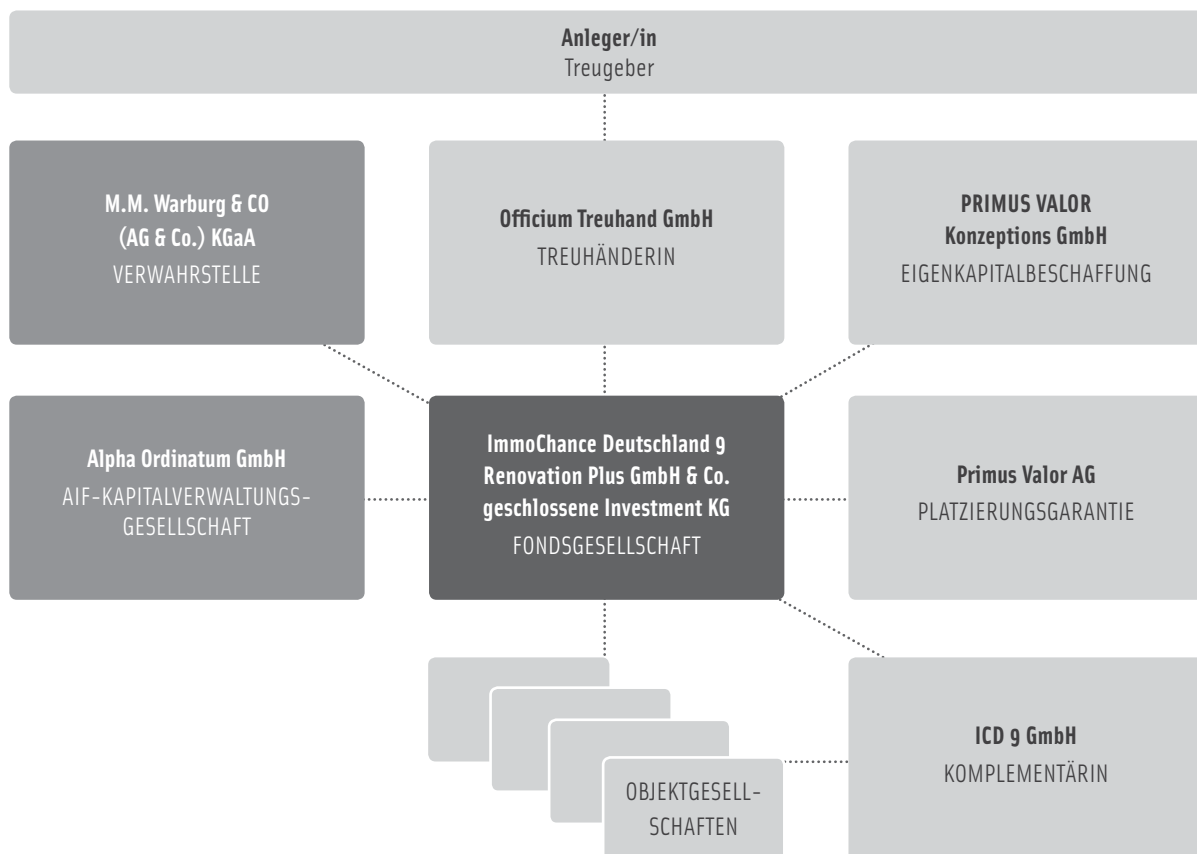 Anleger/in
Treugeber
M.M. Warburg & CO
(AG & Co.) KGaA
VERWAHRSTELLE
Officium Treuhand GmbH
TREUHÄNDERIN
PRIMUS VALOR
Konzeptions GmbH
EIGENKAPITALBESCHAFFUNG
Alpha Ordinatum GmbH
AIF-KAPITALVERWALTUNGS-
GESELLSCHAFT
ImmoChance Deutschland 9
Renovation Plus GmbH & Co.
geschlossene Investment KG
FONDSGESELLSCHAFT
Primus Valor AG
PLATZIERUNGSGARANTIE
OBJEKTGESELL-
SCHAFTEN
ICD 9 GmbH
KOMPLEMENTÄRIN